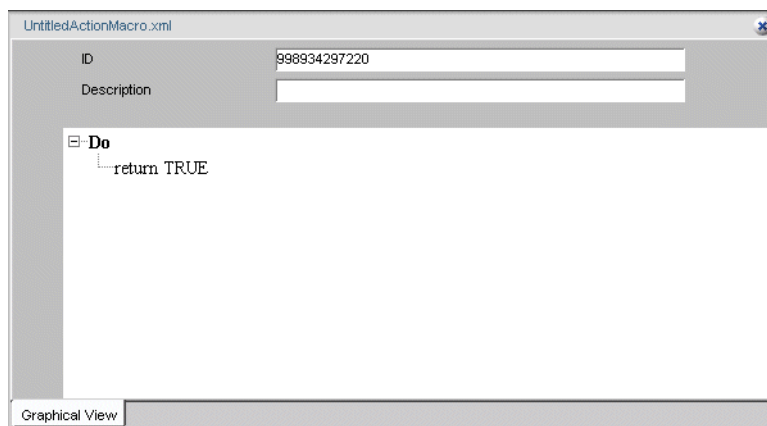 UntitledActionMacro.xml
ID 998934297220
Description
Do
return TRUE
Graphical View